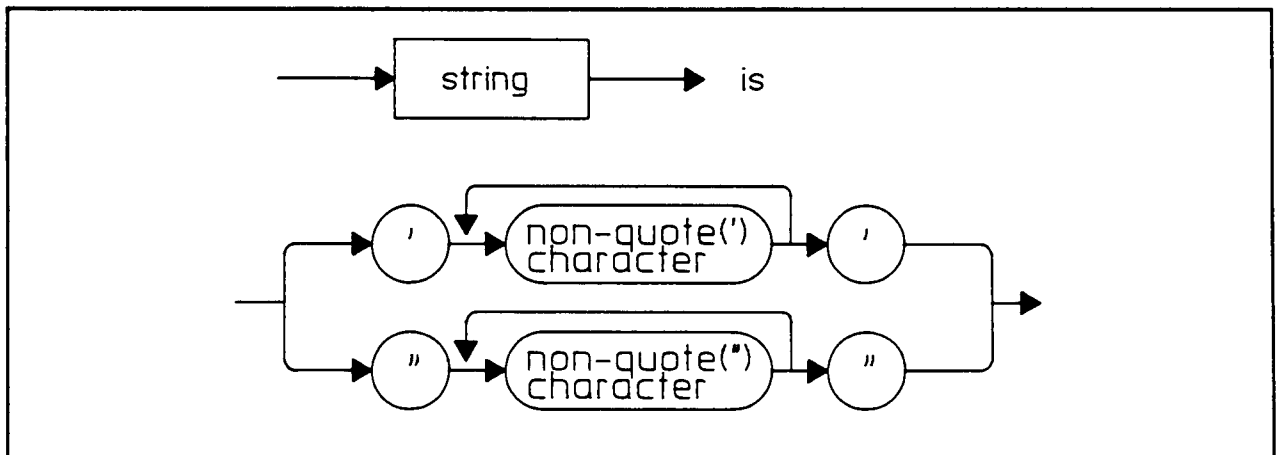 string is
' non-quote(') character '
" non-quote(") character "